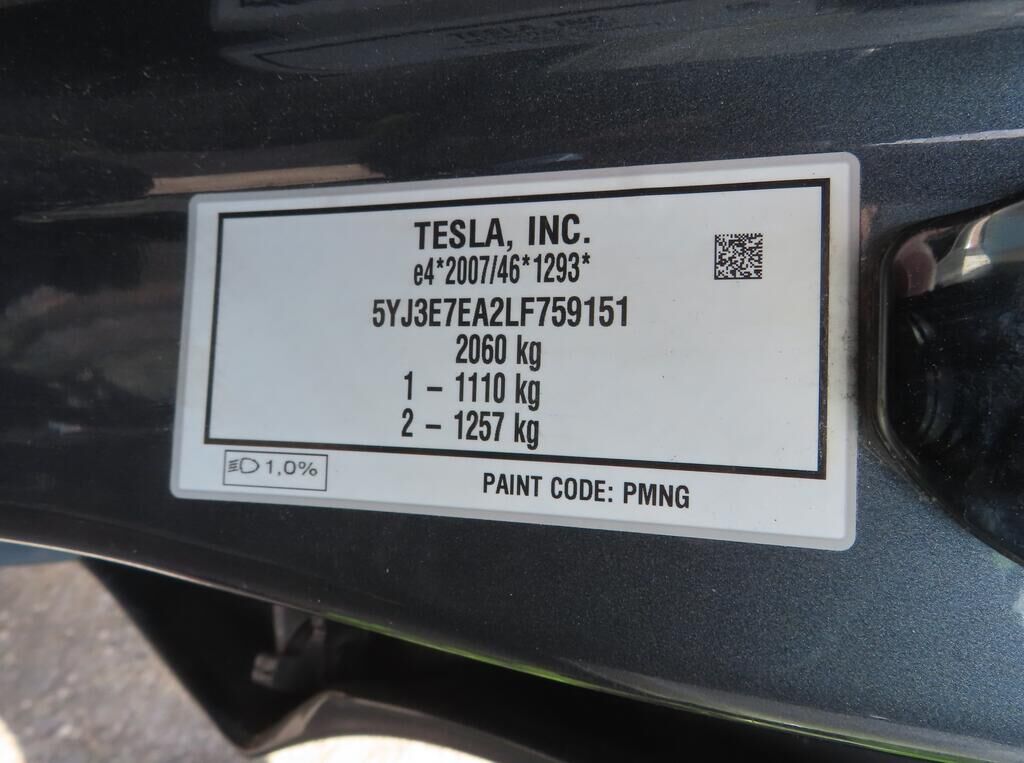 TESLA, INC.
e4*2007/46*1293*
5YJ3E7EA2LF759151
2060 kg
1 – 1110 kg
2 – 1257 kg
1,0%
PAINT CODE: PMNG